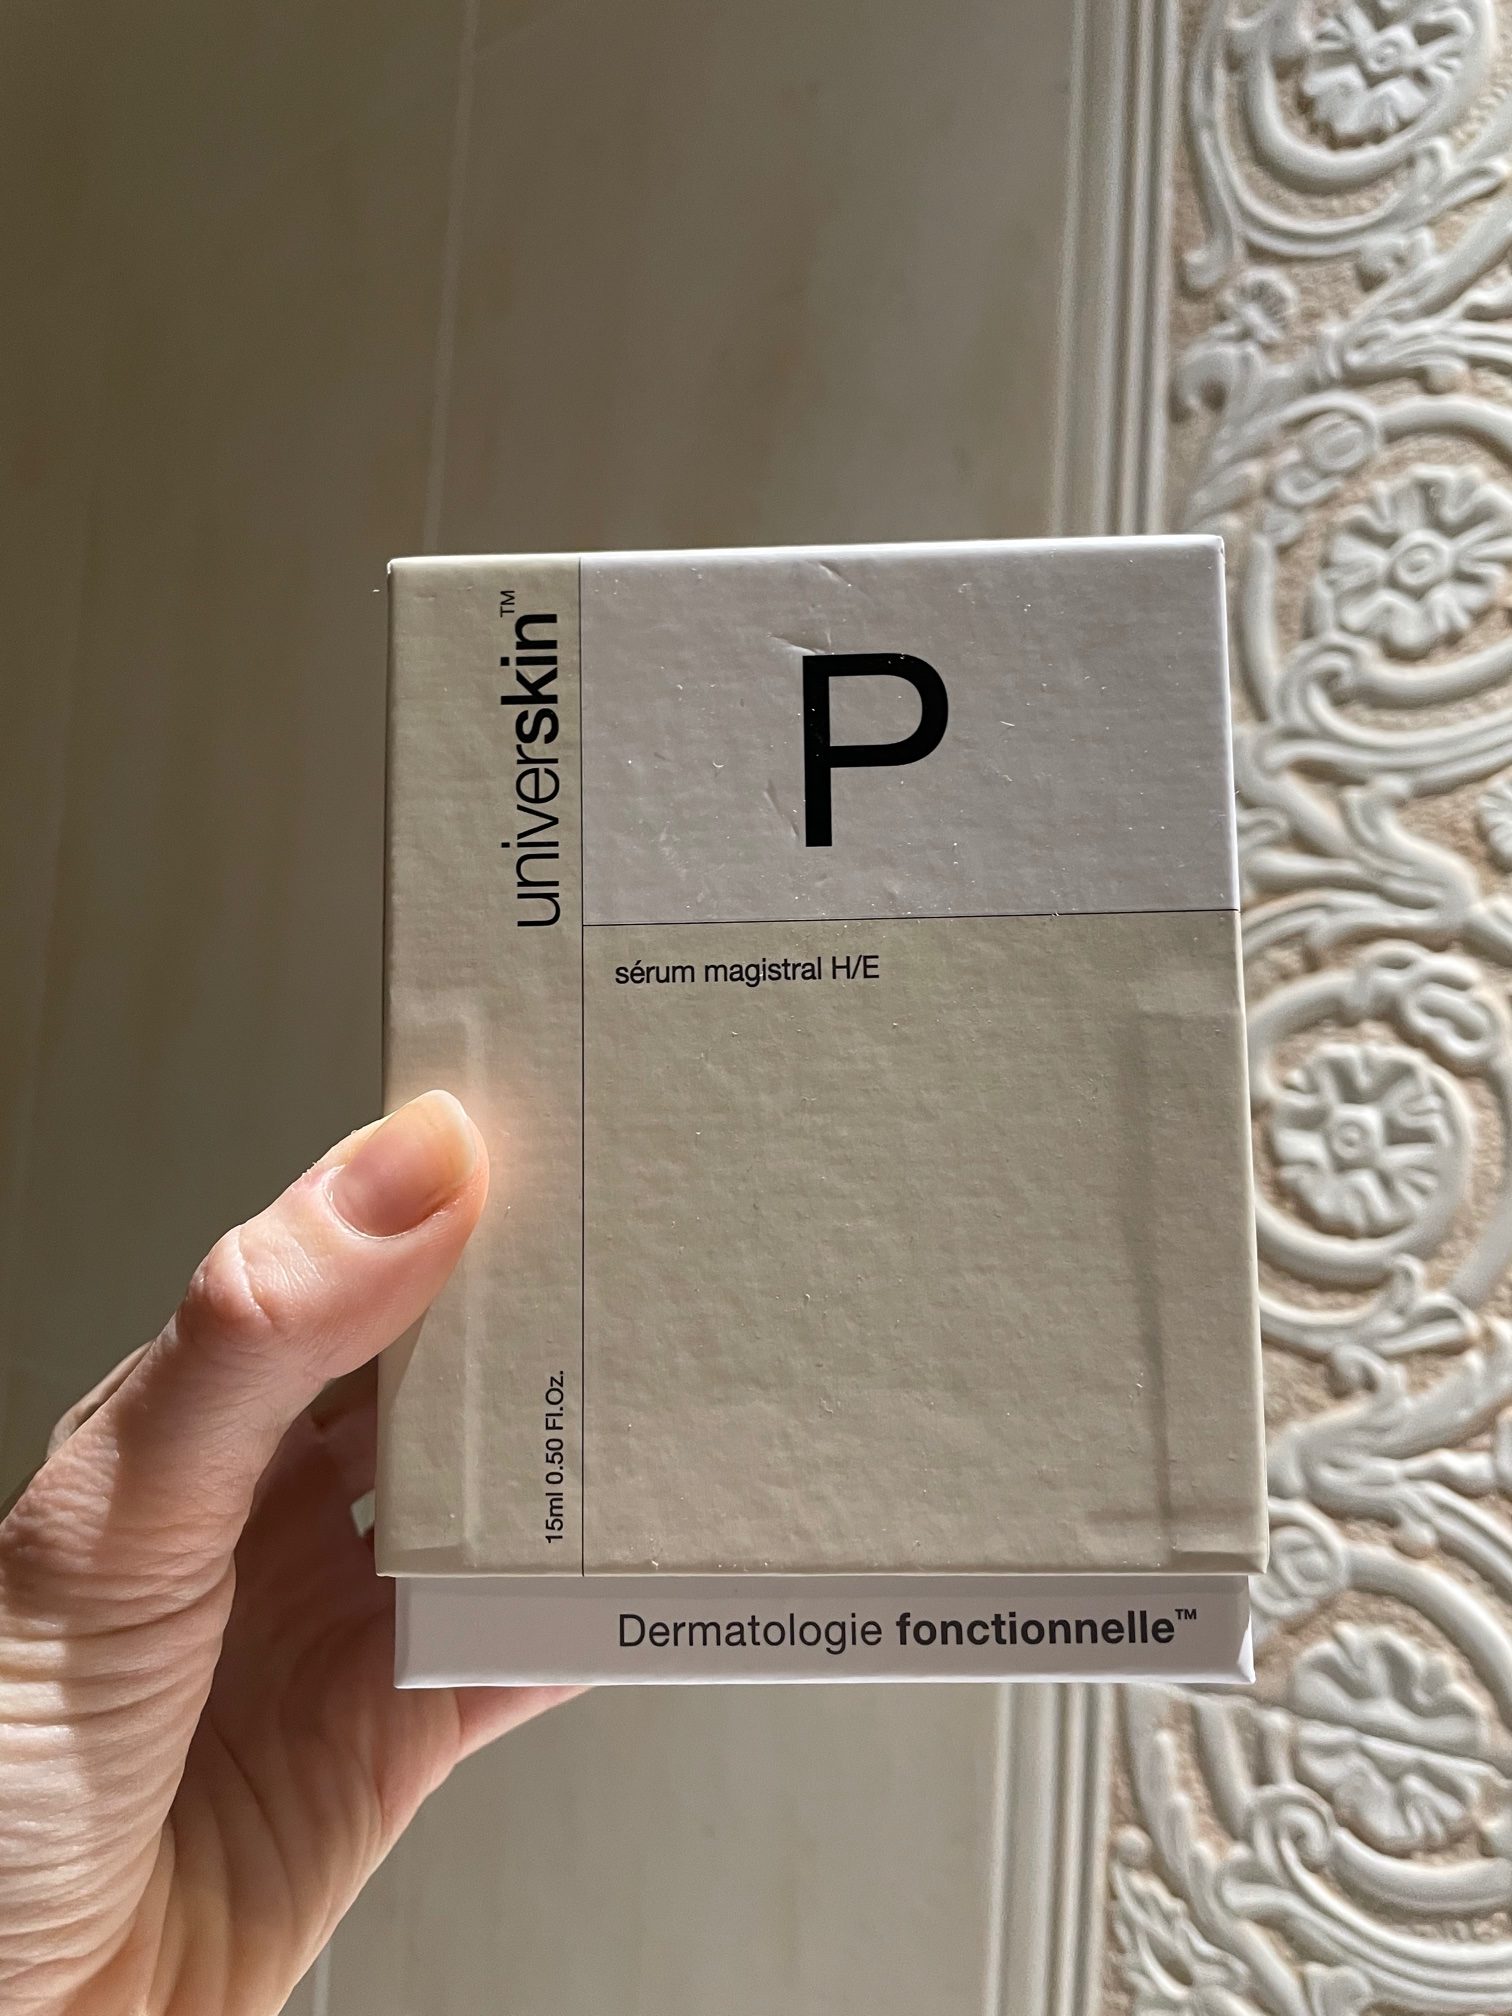 universkin™
P
sérum magistral H/E
15ml 0.50 Fl.Oz.
Dermatologie fonctionnelle™